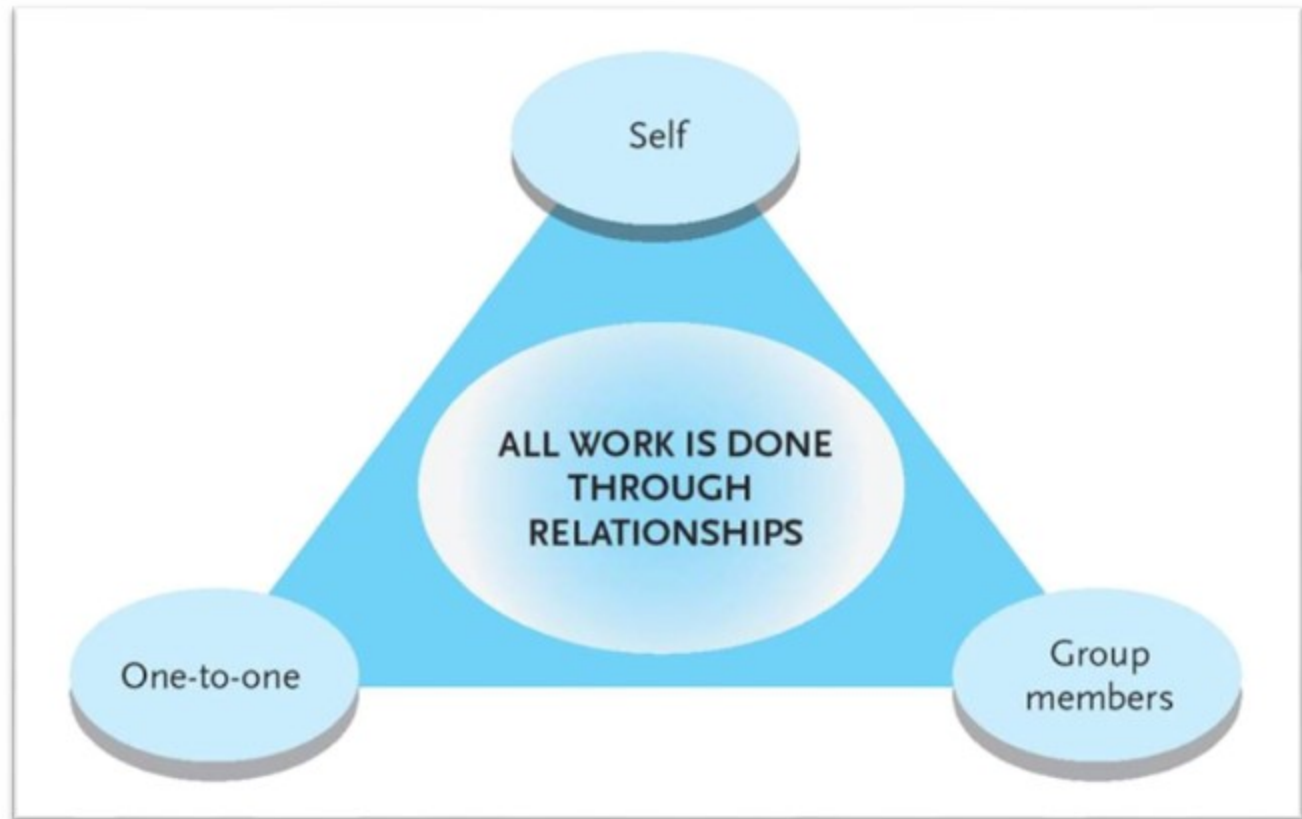 Self
ALL WORK IS DONE
THROUGH
RELATIONSHIPS
One-to-one
Group
members